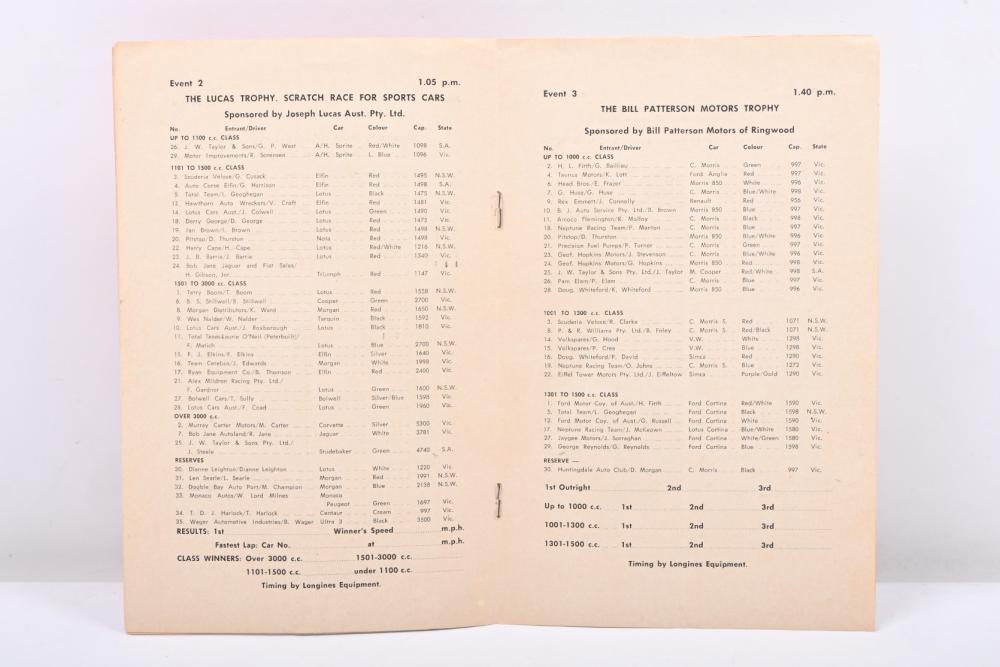 Event 2 1.05 p.m.
THE LUCAS TROPHY. SCRATCH RACE FOR SPORTS CARS
Sponsored by Joseph Lucas Aust. Pty. Ltd.
No. Entrant/Driver Car Colour Cap. State
UP TO 1100 c.c. CLASS
26. J. W. Taylor & Sons/G. P. West A/H. Sprite Red/White 1098 S.A.
29. Motor Improvements/R. Sorensen A/H. Sprite L. Blue 1096 Vic.
1101 TO 1500 c.c. CLASS
3. Scuderia Veloce/G. Cusack Elfin Red 1495 N.S.W.
4. Auto Corse Elfin/G. Harrison Elfin Red 1498 S.A.
5. Total Team/L. Geoghegan Lotus Black 1475 N.S.W.
13. Hawthorn Auto Wreckers/V. Croft Elfin Red 1481 Vic.
14. Lotus Cars Aust./J. Colwell Lotus Green 1490 Vic.
18. Derry George/D. George Lotus Red 1473 Vic.
19. Jan Brown/L. Brown Lotus Red 1498 N.S.W.
20. Pitstop/D. Thurston Nota Red 1498 Vic.
22. Harry Cape/H. Cape Lotus Red/White 1216 N.S.W.
23. J. B. Barrie/J. Barrie Lotus Red 1340 Vic.
24. Bob Jane Jaguar and Fiat Sales/
H. Gibson, Jnr. Triumph Red 1147 Vic.
1501 TO 3000 cc. CLASS
1. Terry Boom/T. Boom Lotus Red 1558 N.S.W.
6. B. S. Stillwell/B. Stillwell Cooper Green 2700 Vic.
8. Morgan Distributors/K. Ward Morgan Red 1650 N.S.W.
9. Wes Nalder/W. Nalder Tarquin Black 1592 Vic.
10. Lotus Cars Aust./J. Roxborough Lotus Black 1810 Vic.
11. Total Team-Laurie O'Neil (Peterbuilt)/
F. Matich Lotus Blue 2700 N.S.W.
15. F. J. Elkins/F. Elkins Elfin Silver 1640 Vic.
16. Team Cerebus/J. Edwards Morgan White 1998 Vic.
17. Ryan Equipment Co./B. Thomson Elfin Red 2400 Vic.
21. Alex Mildren Racing Pty. Ltd./
F. Gardner Lotus Green 1600 N.S.W.
27. Bolwell Cars/T. Sully Bolwell Silver/Blue 1598 Vic.
28. Lotus Cars Aust./F. Coad Lotus Green 1960 Vic.
OVER 3000 c.c.
2. Murray Carter Motors/M. Carter Corvette Silver 5300 Vic.
7. Bob Jane Autoland/R. Jane Jaguar White 3781 Vic.
25. J. W. Taylor & Sons Pty. Ltd./
J. Steele Studebaker Green 4740 S.A.
RESERVES
30. Dianne Leighton/Dianne Leighton Lotus White 1220 Vic.
31. Len Searle/L. Searle Morgan Red 1991 N.S.W.
32. Double Bay Auto Port/M. Champion Morgan Blue 2138 N.S.W.
33. Monaco Autos/W. Lord Milnes Monaco
Peugeot Green 1697 Vic.
34. T. D. J. Harlock/T. Harlock Centaur Cream 997 Vic.
35. Wager Automotive Industries/B. Wager Ultra 3 Black 3500 Vic.
RESULTS: 1st Winner's Speed m.p.h.
Fastest Lap: Car No. at m.p.h.
CLASS WINNERS: Over 3000 c.c. 1501-3000 c.c.
1101-1500 c.c. under 1100 c.c.
Timing by Longines Equipment.
Event 3 1.40 p.m.
THE BILL PATTERSON MOTORS TROPHY
Sponsored by Bill Patterson Motors of Ringwood
No. Entrant/Driver Car Colour Cap. State
UP TO 1000 c.c. CLASS
2. H. L. Firth/G. Baillieu C. Morris Green 997 Vic.
4. Taurus Motors/K. Lott Ford Anglia Red 997 Vic.
6. Head Bros./E. Frazer Morris 850 White 996 Vic.
7. G. Huse/G. Huse C. Morris Blue/White 998 Vic.
9. Rex Emmett/J. Connolly Renault Red 956 Vic.
10. B. J. Auto Service Pty. Ltd./B. Brown Morris 850 Blue 997 Vic.
11. Amoco Flemington/R. Molloy C. Morris Black 998 Vic.
18. Neptune Racing Team/P. Manton C. Morris Blue 997 Vic.
20. Pitstop/D. Thurston Morris 850 Blue/White 996 Vic.
21. Precision Fuel Pumps/P. Turner C. Morris Green 997 Vic.
23. Geof. Hopkins Motors/J. Stevenson C. Morris Blue/White 996 Vic.
24. Geof. Hopkins Motors/G. Hopkins Morris 850 Red 998 Vic.
25. J. W. Taylor & Sons Pty. Ltd./J. Taylor M. Cooper Red/White 998 S.A.
26. Pam Elam/P. Elam C. Morris Blue 997 Vic.
28. Doug. Whiteford/K. Whiteford Morris 850 Blue 996 Vic.
1001 TO 1300 c.c. CLASS
3. Scuderia Veloce/R. Clarke C. Morris S. Red 1071 N.S.W.
8. P. & R. Williams Pty. Ltd./B. Foley C. Morris S. Red/Black 1071 N.S.W.
14. Volkspares/G. Hood V.W. White 1298 Vic.
15. Volkspares/P. Crea V.W. Blue 1298 Vic.
16. Doug. Whiteford/P. David Simca Red 1290 Vic.
19. Neptune Racing Team/O. Johns C. Morris S. Blue 1273 Vic.
22. Eiffel Tower Motors Pty. Ltd./J. Eiffeltow Simca Purple/Gold 1290 Vic.
1301 TO 1500 c.c. CLASS
1. Ford Motor Coy. of Aust./H. Firth Ford Cortina Red/White 1590 Vic.
5. Total Team/L. Geoghegan Ford Cortina Black 1598 N.S.W.
12. Ford Motor Coy. of Aust./G. Russell Ford Cortina White 1590 Vic.
17. Neptune Racing Team/J. McKeown Lotus Cortina Blue/White 1580 Vic.
27. Jaygee Motors/J. Sorraghan Ford Cortina White/Green 1580 Vic.
29. George Reynolds/G. Reynolds Ford Cortina Blue 1598 Vic.
RESERVE —
30. Huntingdale Auto Club/D. Morgan C. Morris Black 997 Vic.
1st Outright 2nd 3rd
Up to 1000 c.c. 1st 2nd 3rd
1001-1300 c.c. 1st 2nd 3rd
1301-1500 c.c. 1st 2nd 3rd
Timing by Longines Equipment.